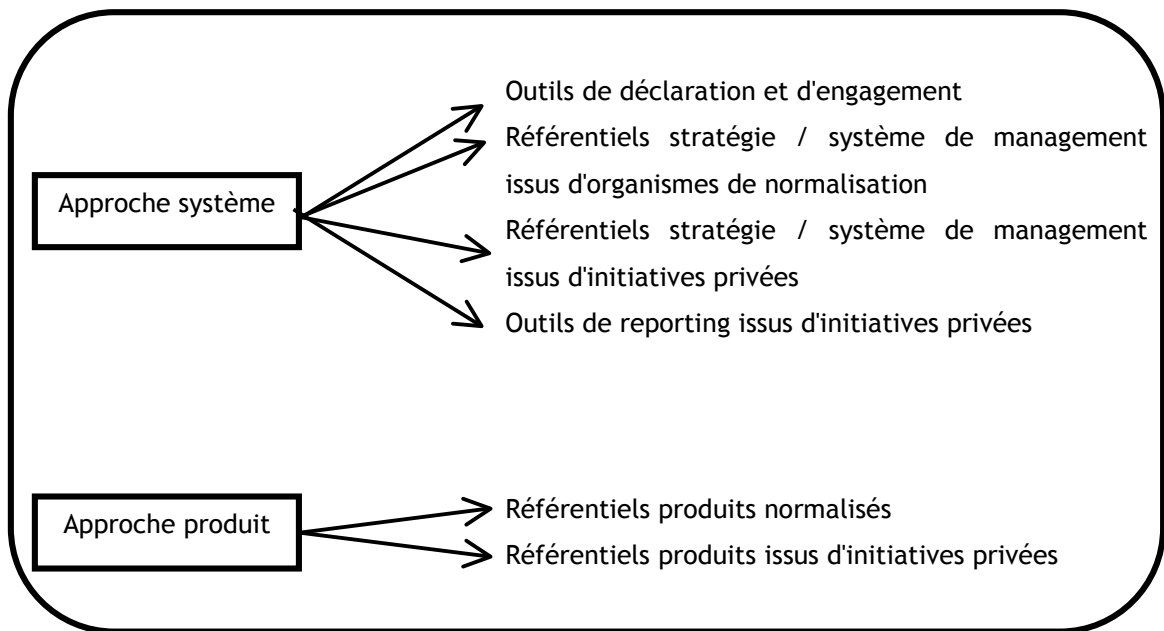 Approche système
Outils de déclaration et d'engagement
Référentiels stratégie / système de management
issus d'organismes de normalisation
Référentiels stratégie / système de management
issus d'initiatives privées
Outils de reporting issus d'initiatives privées
Approche produit
Référentiels produits normalisés
Référentiels produits issus d'initiatives privées